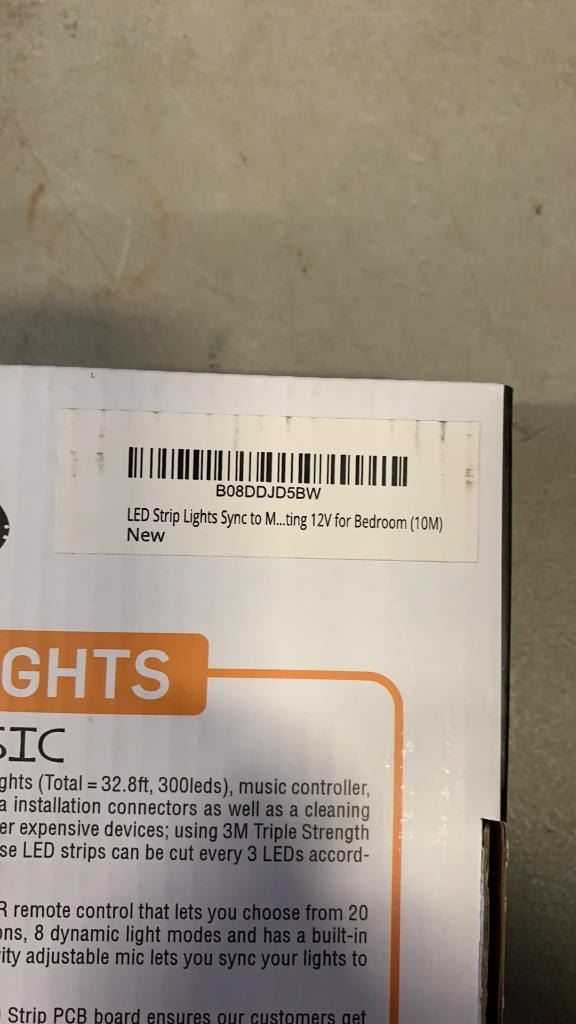 B08DDJD5BW
LED Strip Lights Sync to M...ting 12V for Bedroom (10M)
New
GHTS
SIC
ghts (Total = 32.8ft, 300leds), music controller,
a installation connectors as well as a cleaning
er expensive devices; using 3M Triple Strength
se LED strips can be cut every 3 LEDs accord-
R remote control that lets you choose from 20
ons, 8 dynamic light modes and has a built-in
ity adjustable mic lets you sync your lights to
Strip PCB board ensures our customers get